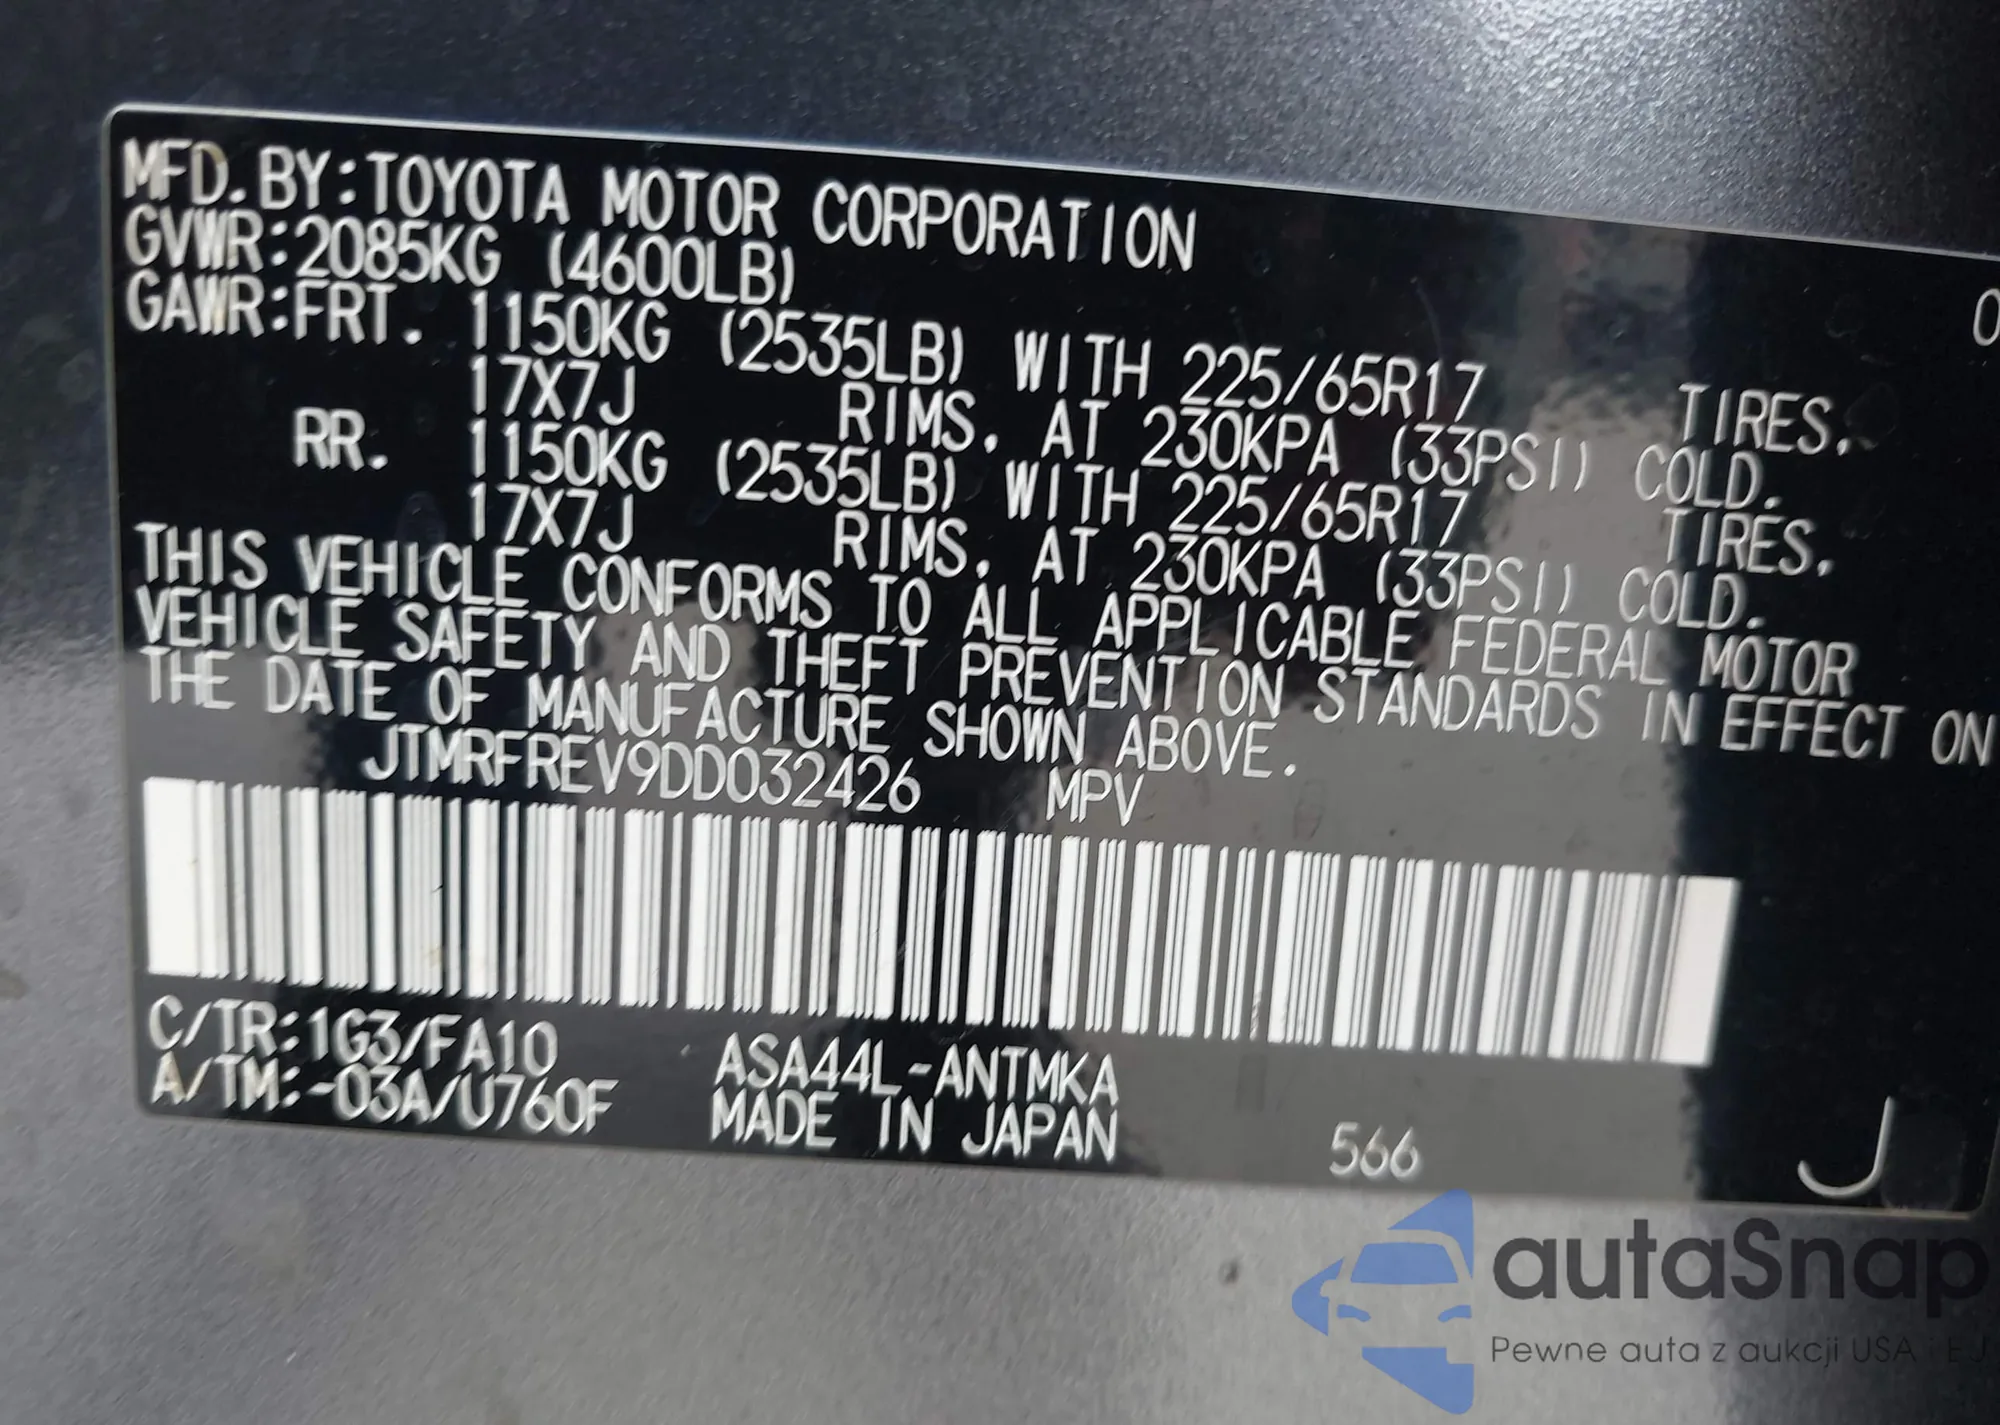 MFD. BY: TOYOTA MOTOR CORPORATION
GVWR: 2085KG (4600LB)
GAWR: FRT. 1150KG (2535LB) WITH 225/65R17 TIRES,
17X7J RIMS, AT 230KPA (33PSI) COLD.
RR. 1150KG (2535LB) WITH 225/65R17 TIRES,
17X7J RIMS, AT 230KPA (33PSI) COLD.
THIS VEHICLE CONFORMS TO ALL APPLICABLE FEDERAL MOTOR
VEHICLE SAFETY AND THEFT PREVENTION STANDARDS IN EFFECT ON
THE DATE OF MANUFACTURE SHOWN ABOVE.
JTMRFREV9DD032426 MPV
C/TR: 1G3/FA10 ASA44L-ANTMKA
A/TM: -03A/U760F MADE IN JAPAN 566 J
autaSnap
Pewne auta z aukcji USA i EU